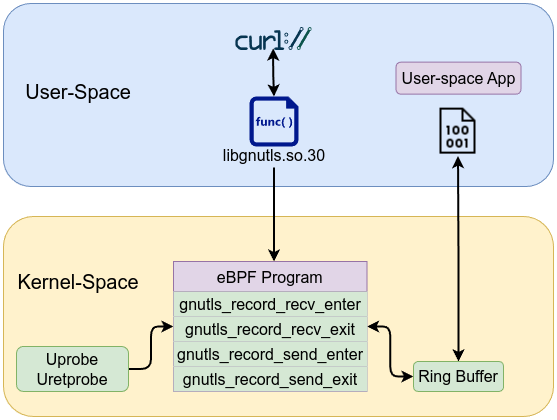 curl://
User-Space
User-space App
func( )
100
001
libgnutls.so.30
Kernel-Space
eBPF Program
gnutls_record_recv_enter
gnutls_record_recv_exit
gnutls_record_send_enter
gnutls_record_send_exit
Uprobe
Uretprobe
Ring Buffer